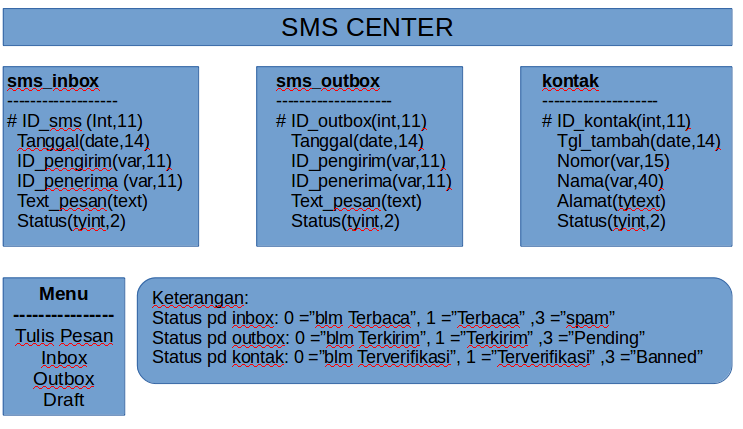 SMS CENTER
sms_inbox
-------------------
# ID_sms (Int,11)
Tanggal(date,14)
ID_pengirim(var,11)
ID_penerima (var,11)
Text_pesan(text)
Status(tyint,2)
sms_outbox
--------------------
# ID_outbox(int,11)
Tanggal(date,14)
ID_pengirim(var,11)
ID_penerima(var,11)
Text_pesan(text)
Status(tyint,2)
kontak
--------------------
# ID_kontak(int,11)
Tgl_tambah(date,14)
Nomor(var,15)
Nama(var,40)
Alamat(tytext)
Status(tyint,2)
Menu
----------------
Tulis Pesan
Inbox
Outbox
Draft
Keterangan:
Status pd inbox: 0 =”blm Terbaca”, 1 =”Terbaca” ,3 =”spam”
Status pd outbox: 0 =”blm Terkirim”, 1 =”Terkirim” ,3 =”Pending”
Status pd kontak: 0 =”blm Terverifikasi”, 1 =”Terverifikasi” ,3 =”Banned”